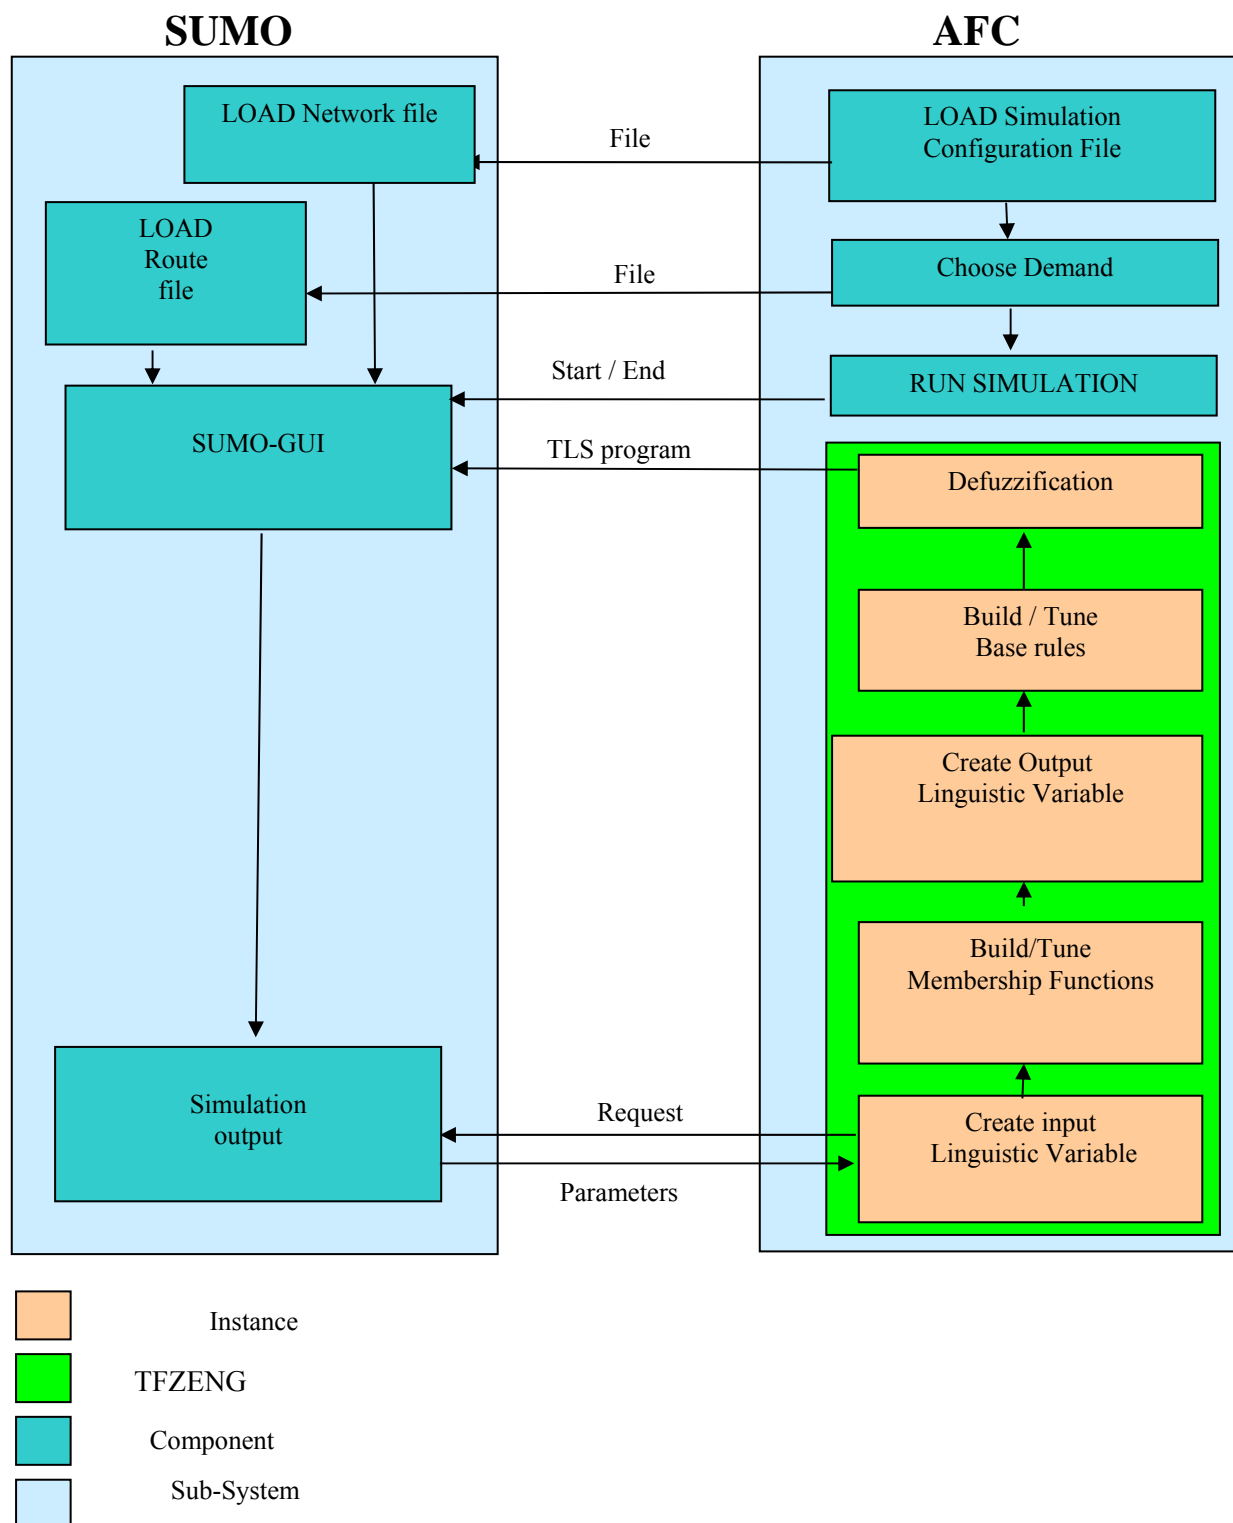 SUMO
AFC
LOAD Network file
File
LOAD Simulation
Configuration File
LOAD
Route
file
File
Choose Demand
Start / End
RUN SIMULATION
SUMO-GUI
TLS program
Defuzzification
Build / Tune
Base rules
Create Output
Linguistic Variable
Build/Tune
Membership Functions
Simulation
output
Request
Parameters
Create input
Linguistic Variable
Instance
TFZENG
Component
Sub-System